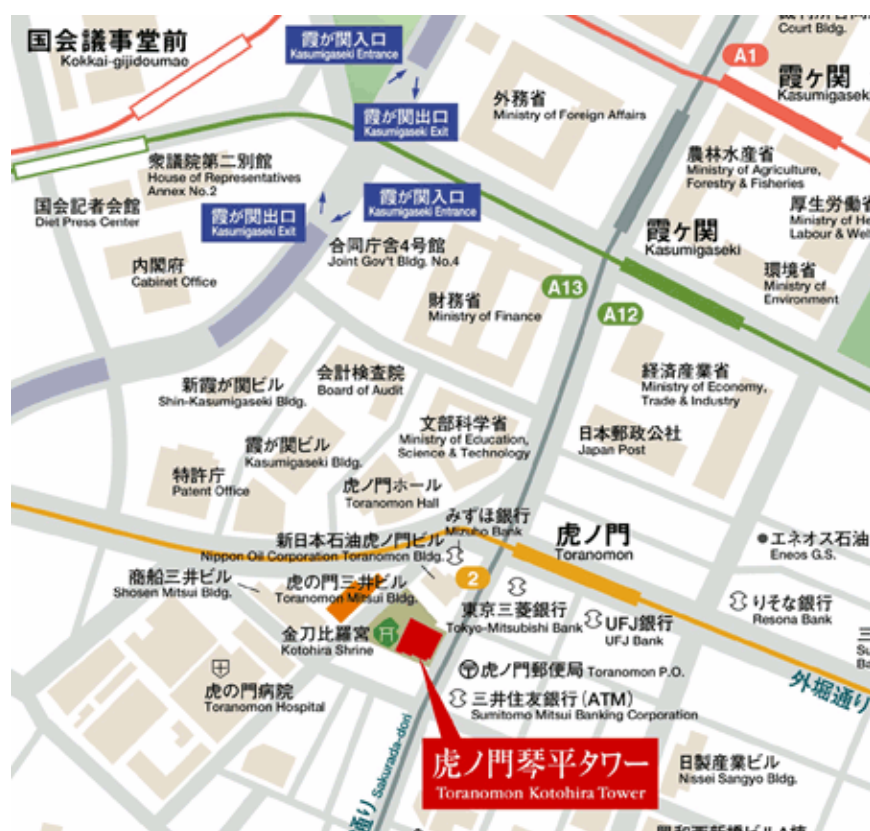 国会議事堂前
Kokkai-gijidoumae
霞が関入口
Kasumigaseki Entrance
Court Bldg.
A1
霞ケ関
Kasumigaseki
外務省
Ministry of Foreign Affairs
霞が関出口
Kasumigaseki Exit
農林水産省
Ministry of Agriculture,
Forestry & Fisheries
衆議院第二別館
House of Representatives
Annex No.2
霞が関入口
Kasumigaseki Entrance
国会記者会館
Diet Press Center
霞が関出口
Kasumigaseki Exit
厚生労働省
Ministry of
Labour &
霞ケ関
Kasumigaseki
合同庁舎4号館
Joint Gov't Bldg. No.4
内閣府
Cabinet Office
環境省
Ministry of
Environment
A13
財務省
Ministry of Finance
A12
経済産業省
Ministry of Economy,
Trade & Industry
新霞が関ビル
Shin-Kasumigaseki Bldg.
会計検査院
Board of Audit
文部科学省
Ministry of Education,
Science & Technology
日本郵政公社
Japan Post
霞が関ビル
Kasumigaseki Bldg.
特許庁
Patent Office
虎ノ門ホール
Toranomon Hall
みずほ銀行
Mizuho Bank
虎ノ門
Toranomon
エネオス石油
Eneos G.S.
新日本石油虎ノ門ビル
Nippon Oil Corporation Toranomon Bldg.
2
商船三井ビル
Shosen Mitsui Bldg.
虎の門三井ビル
Toranomon Mitsui Bldg.
東京三菱銀行
Tokyo-Mitsubishi Bank
UFJ銀行
UFJ Bank
りそな銀行
Resona Bank
金刀比羅宮
Kotohira Shrine
虎ノ門郵便局 Toranomon P.O.
外堀通り
虎の門病院
Toranomon Hospital
三井住友銀行(ATM)
Sumitomo Mitsui Banking Corporation
Sakurada-dori
虎ノ門琴平タワー
Toranomon Kotohira Tower
日製産業ビル
Nissei Sangyo Bldg.